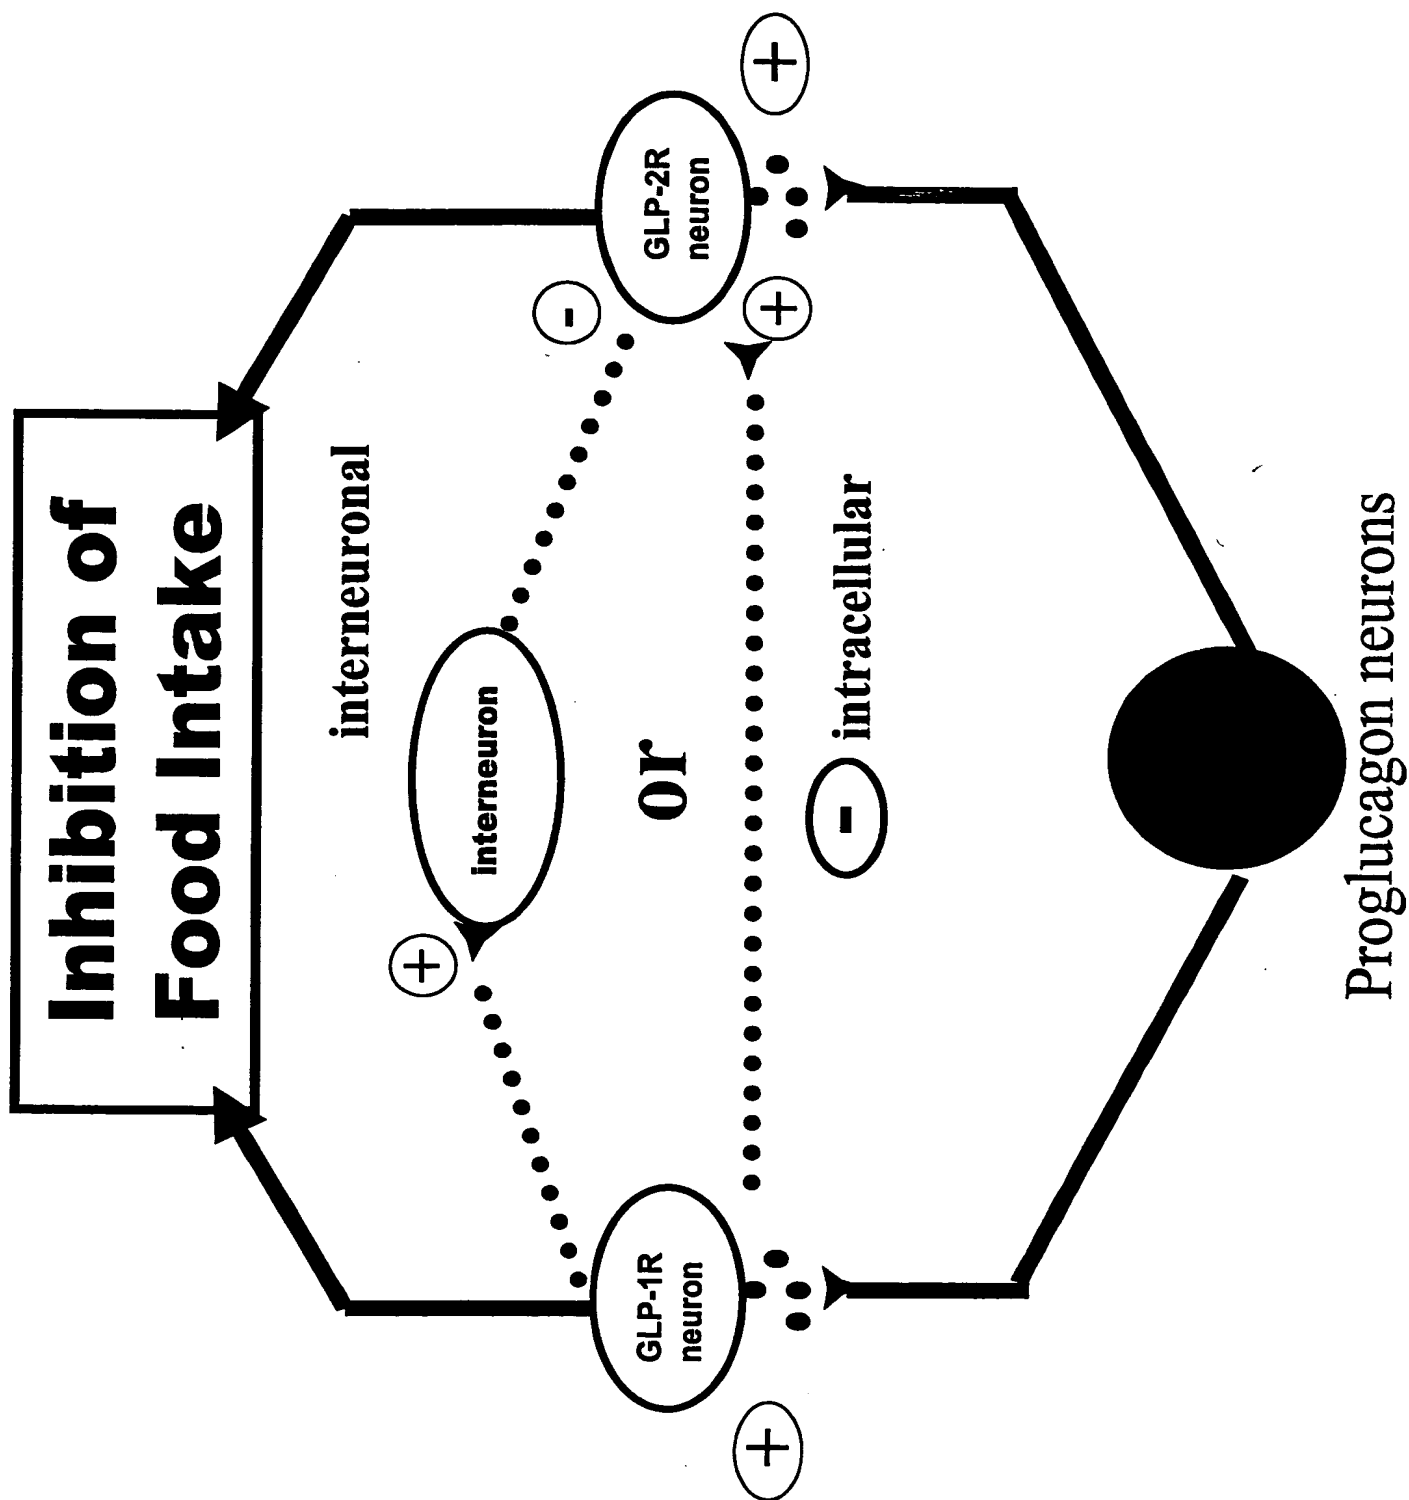 Inhibition of
Food Intake
interneuronal
-
+
interneuron
or
GLP-1R
neuron
GLP-2R
neuron
+
+
+
- intracellular
Proglucagon neurons